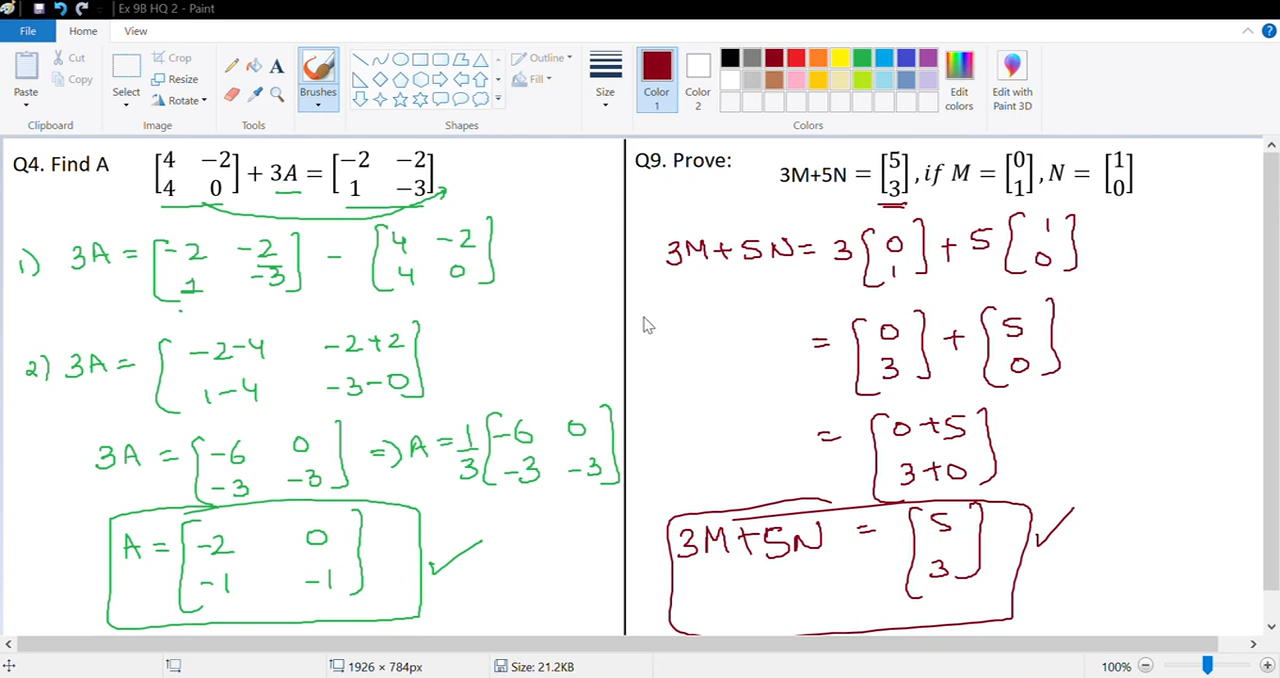 Ex 9B HQ 2 - Paint
File Home View
Paste Cut Copy Select Crop Resize Rotate A Brushes Outline Fill Size Color 1 Color 2 Edit colors Edit with Paint 3D
Clipboard Image Tools Shapes Colors
Q4. Find A [4 −2
4 0] + 3A = [−2 −2
1 −3]
1) 3A = [-2 -2
1 -3] - [4 -2
4 0]
2) 3A = [-2-4 -2+2
1-4 -3-0]
3A = [-6 0
-3 -3] => A = 1/3 [-6 0
-3 -3]
A = [-2 0
-1 -1]
Q9. Prove: 3M+5N = [5
3], if M = [0
1], N = [1
0]
3M+5N = 3 [0
1] + 5 [1
0]
= [0
3] + [5
0]
= [0+5
3+0]
3M+5N = [5
3]
1926 × 784px Size: 21.2KB 100%